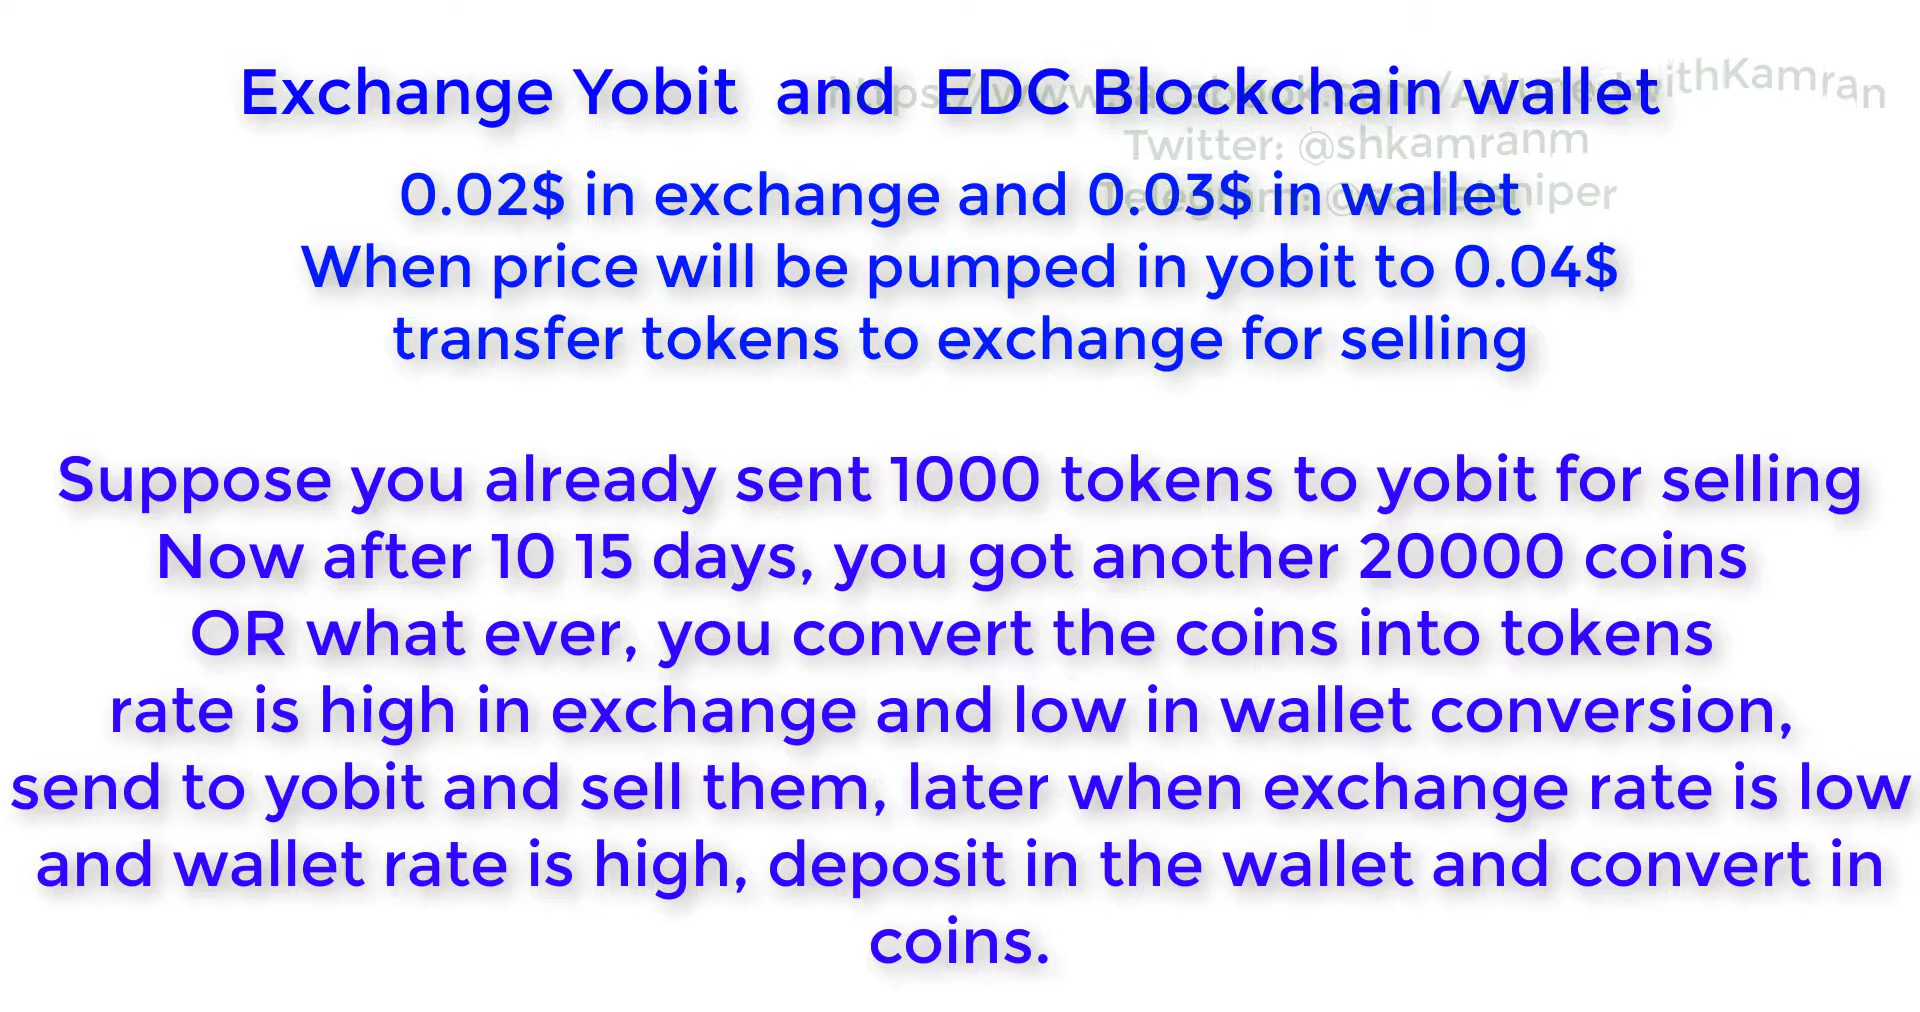 Exchange Yobit and EDC Blockchain wallet
Twitter: @shkamranm
0.02$ in exchange and 0.03$ in wallet
When price will be pumped in yobit to 0.04$
transfer tokens to exchange for selling
Suppose you already sent 1000 tokens to yobit for selling
Now after 10 15 days, you got another 20000 coins
OR what ever, you convert the coins into tokens
rate is high in exchange and low in wallet conversion,
send to yobit and sell them, later when exchange rate is low
and wallet rate is high, deposit in the wallet and convert in
coins.